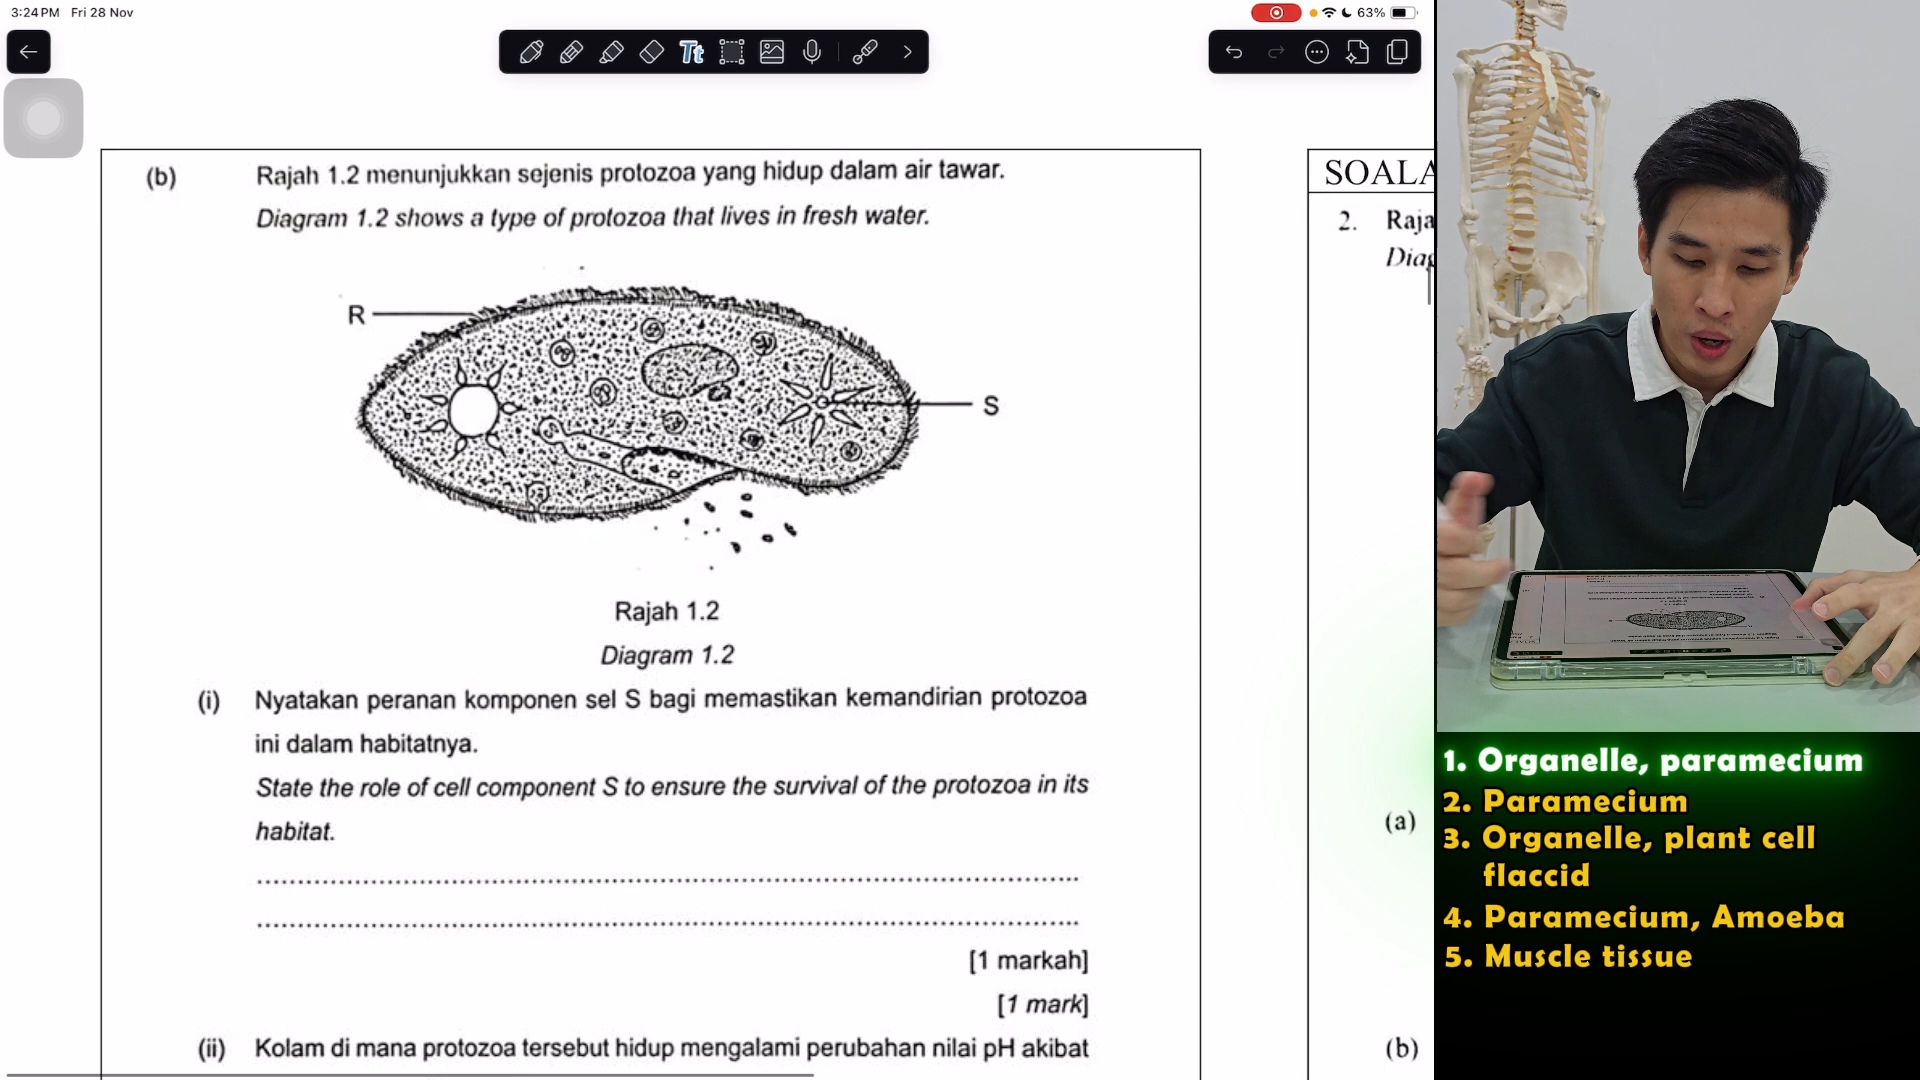 3:24 PM Fri 28 Nov
63%
Tt
(b) Rajah 1.2 menunjukkan sejenis protozoa yang hidup dalam air tawar.
Diagram 1.2 shows a type of protozoa that lives in fresh water.
R
S
Rajah 1.2
Diagram 1.2
(i) Nyatakan peranan komponen sel S bagi memastikan kemandirian protozoa
ini dalam habitatnya.
State the role of cell component S to ensure the survival of the protozoa in its
habitat.
[1 markah]
[1 mark]
(ii) Kolam di mana protozoa tersebut hidup mengalami perubahan nilai pH akibat
SOALA
2. Raja
Diag
(a)
(b)
1. Organelle, paramecium
2. Paramecium
3. Organelle, plant cell
flaccid
4. Paramecium, Amoeba
5. Muscle tissue